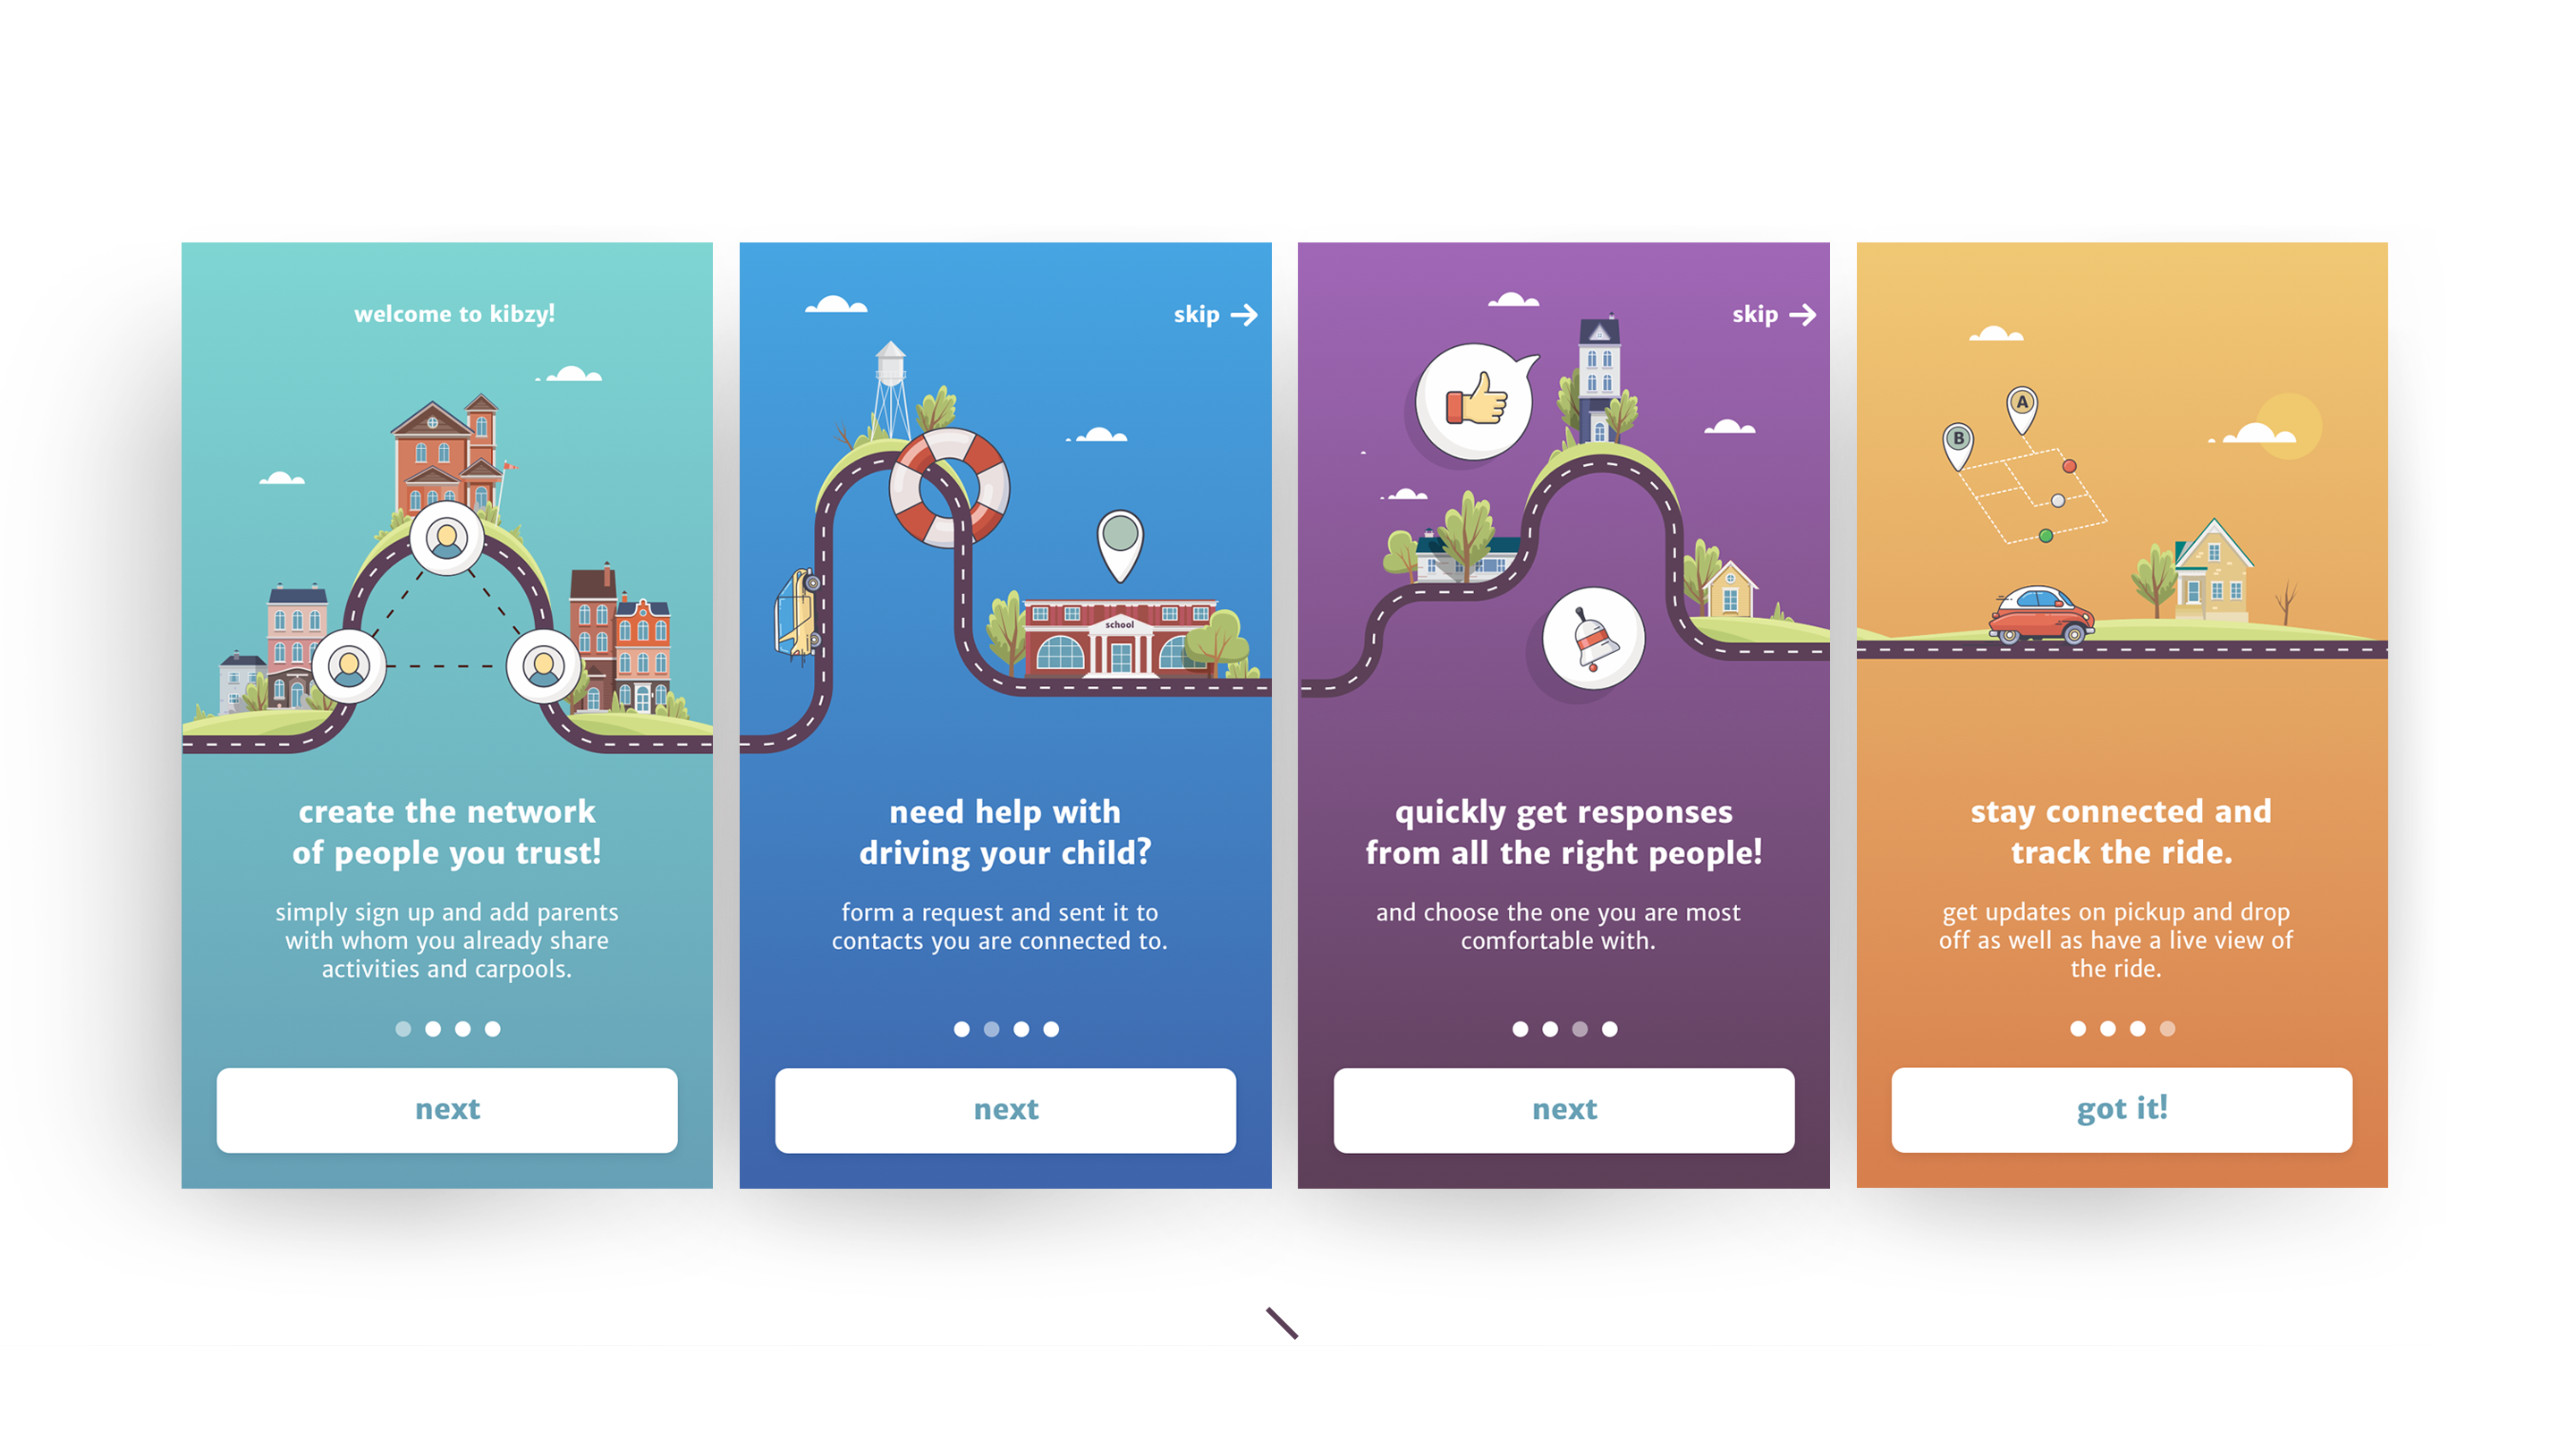 welcome to kibzy!
create the network
of people you trust!
simply sign up and add parents
with whom you already share
activities and carpools.
next
skip
school
need help with
driving your child?
form a request and sent it to
contacts you are connected to.
next
skip
quickly get responses
from all the right people!
and choose the one you are most
comfortable with.
next
A
B
stay connected and
track the ride.
get updates on pickup and drop
off as well as have a live view of
the ride.
got it!